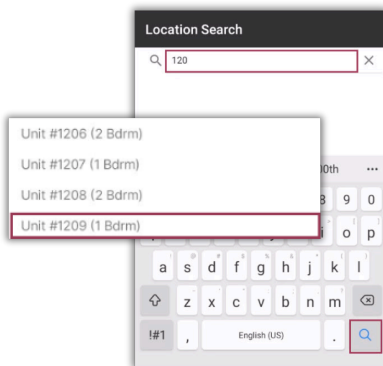 Location Search
120
Unit #1206 (2 Bdrm)
Unit #1207 (1 Bdrm)
Unit #1208 (2 Bdrm)
Unit #1209 (1 Bdrm)
00th ...
8 9 0
i o p
a s d f g h j k l
z x c v b n m
!#1 , English (US) .